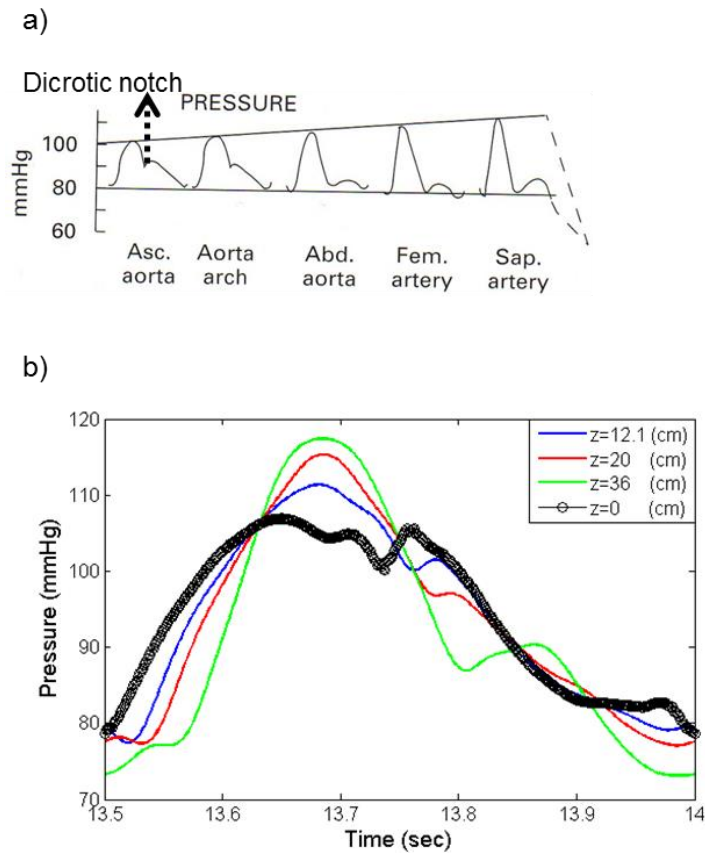 a)
Dicrotic notch
PRESSURE
mmHg
100
80
60
Asc. aorta
Aorta arch
Abd. aorta
Fem. artery
Sap. artery
b)
Pressure (mmHg)
120
110
100
90
80
70
z=12.1 (cm)
z=20 (cm)
z=36 (cm)
z=0 (cm)
13.5 13.6 13.7 13.8 13.9 14
Time (sec)